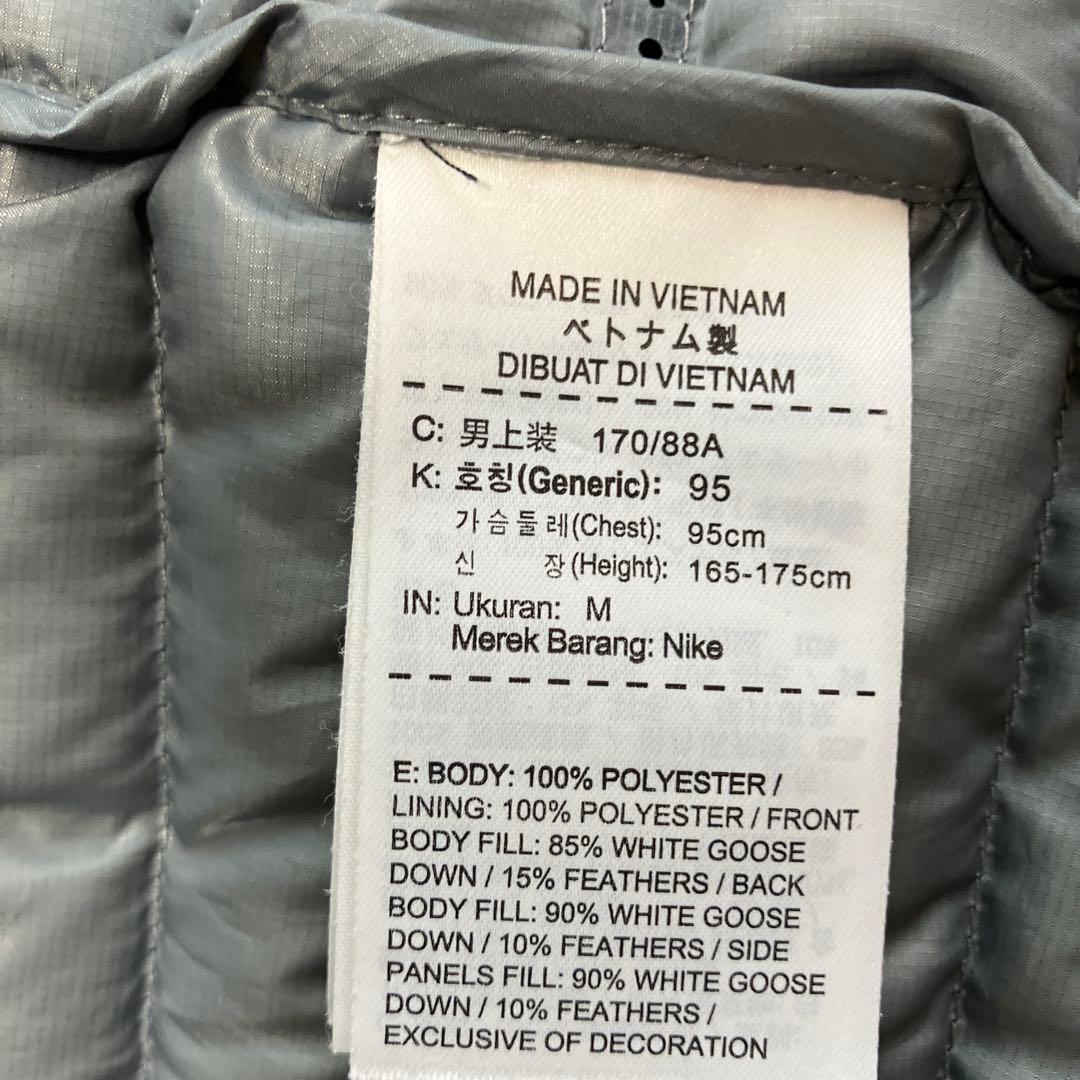 MADE IN VIETNAM
ベトナム製
DIBUAT DI VIETNAM
C: 男上装 170/88A
K: 호칭(Generic): 95
가슴둘레(Chest): 95cm
신 장(Height): 165-175cm
IN: Ukuran: M
Merek Barang: Nike
E: BODY: 100% POLYESTER /
LINING: 100% POLYESTER / FRONT
BODY FILL: 85% WHITE GOOSE
DOWN / 15% FEATHERS / BACK
BODY FILL: 90% WHITE GOOSE
DOWN / 10% FEATHERS / SIDE
PANELS FILL: 90% WHITE GOOSE
DOWN / 10% FEATHERS /
EXCLUSIVE OF DECORATION